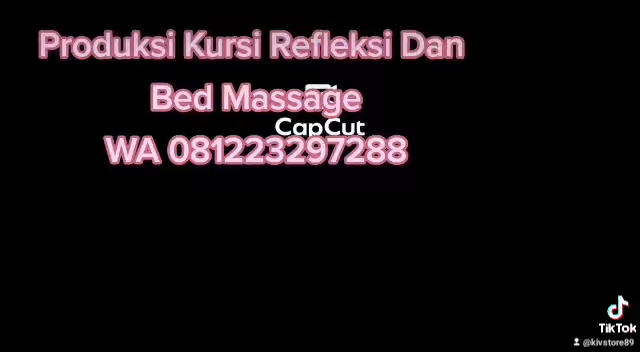 Produksi Kursi Refleksi Dan
Bed Massage
CapCut
WA 081223297288
TikTok
@kivstore89